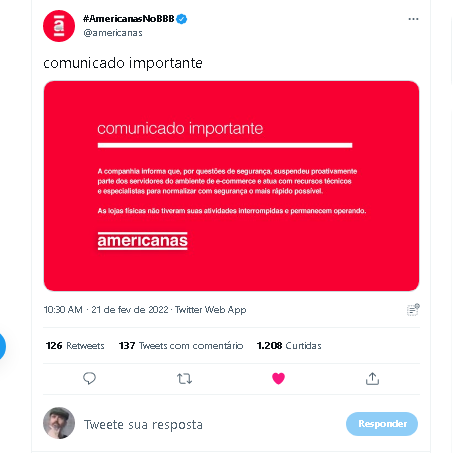 #AmericanasNoBBB
@americanas
comunicado importante
comunicado importante
A companhia informa que, por questões de segurança, suspendeu proativamente
parte dos servidores do ambiente de e-commerce e atua com recursos técnicos
e especialistas para normalizar com segurança o mais rápido possível.
As lojas físicas não tiveram suas atividades interrompidas e permanecem operando.
americanas
10:30 AM · 21 de fev de 2022 · Twitter Web App
126 Retweets 137 Tweets com comentário 1.208 Curtidas
Tweete sua resposta
Responder